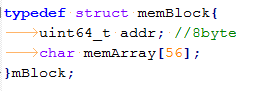 typedef struct memBlock{
uint64_t addr; //8byte
char memArray[56];
}mBlock;